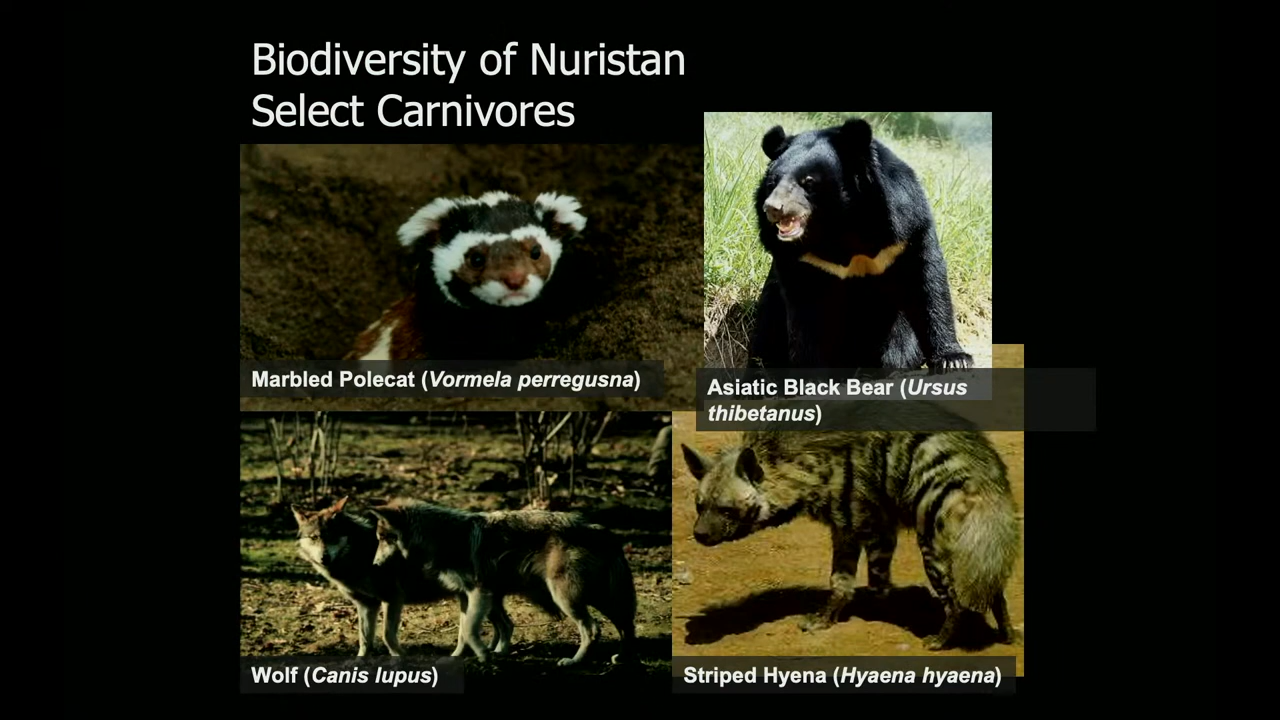 Biodiversity of Nuristan
Select Carnivores
Marbled Polecat (Vormela perregusna)
Asiatic Black Bear (Ursus
thibetanus)
Wolf (Canis lupus)
Striped Hyena (Hyaena hyaena)